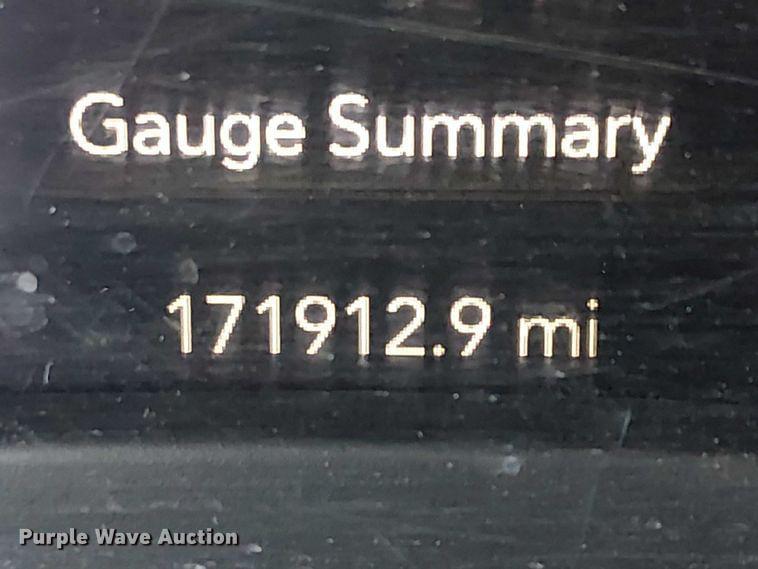 Gauge Summary
171912.9 mi
Purple Wave Auction